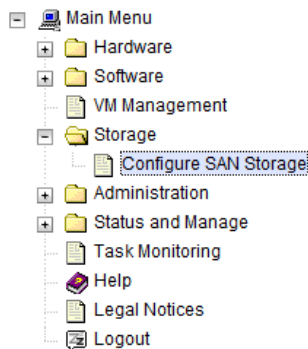 Main Menu
Hardware
Software
VM Management
Storage
Configure SAN Storage
Administration
Status and Manage
Task Monitoring
Help
Legal Notices
Logout